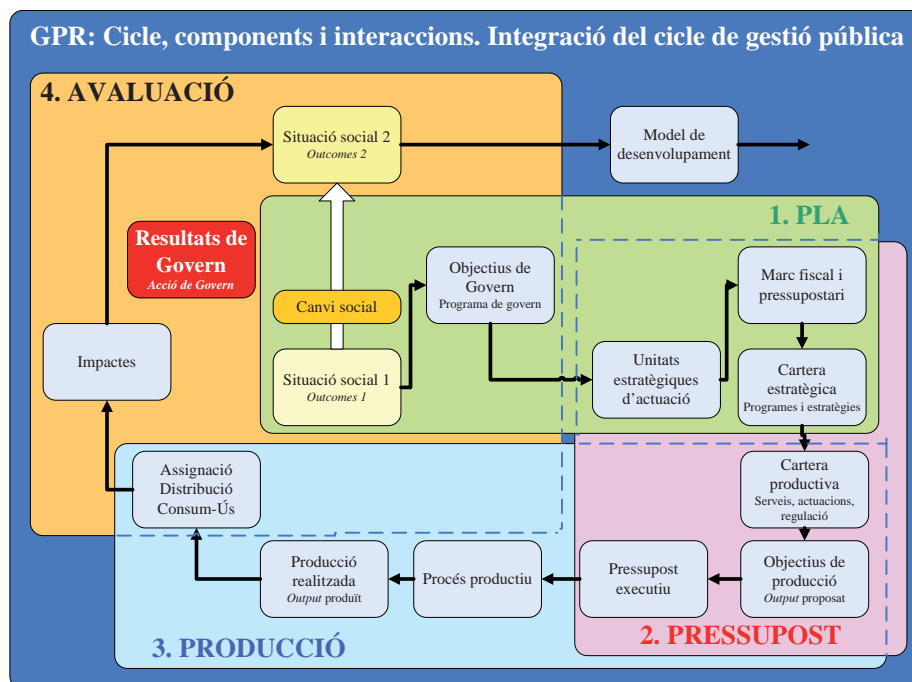 GPR: Cicle, components i interaccions. Integració del cicle de gestió pública
4. AVALUACIÓ
Situació social 2
Outcomes 2
Model de
desenvolupament
1. PLA
Resultats de
Govern
Acció de Govern
Objectius de
Govern
Programa de govern
Marc fiscal i
pressupostari
Canvi social
Impactes
Situació social 1
Outcomes 1
Unitats
estratègiques
d’actuació
Cartera
estratègica
Programes i estratègies
Assignació
Distribució
Consum-Ús
Cartera
productiva
Serveis, actuacions,
regulació
Producció
realitzada
Output produït
Procés productiu
Pressupost
executiu
Objectius de
producció
Output proposat
3. PRODUCCIÓ
2. PRESSUPOST